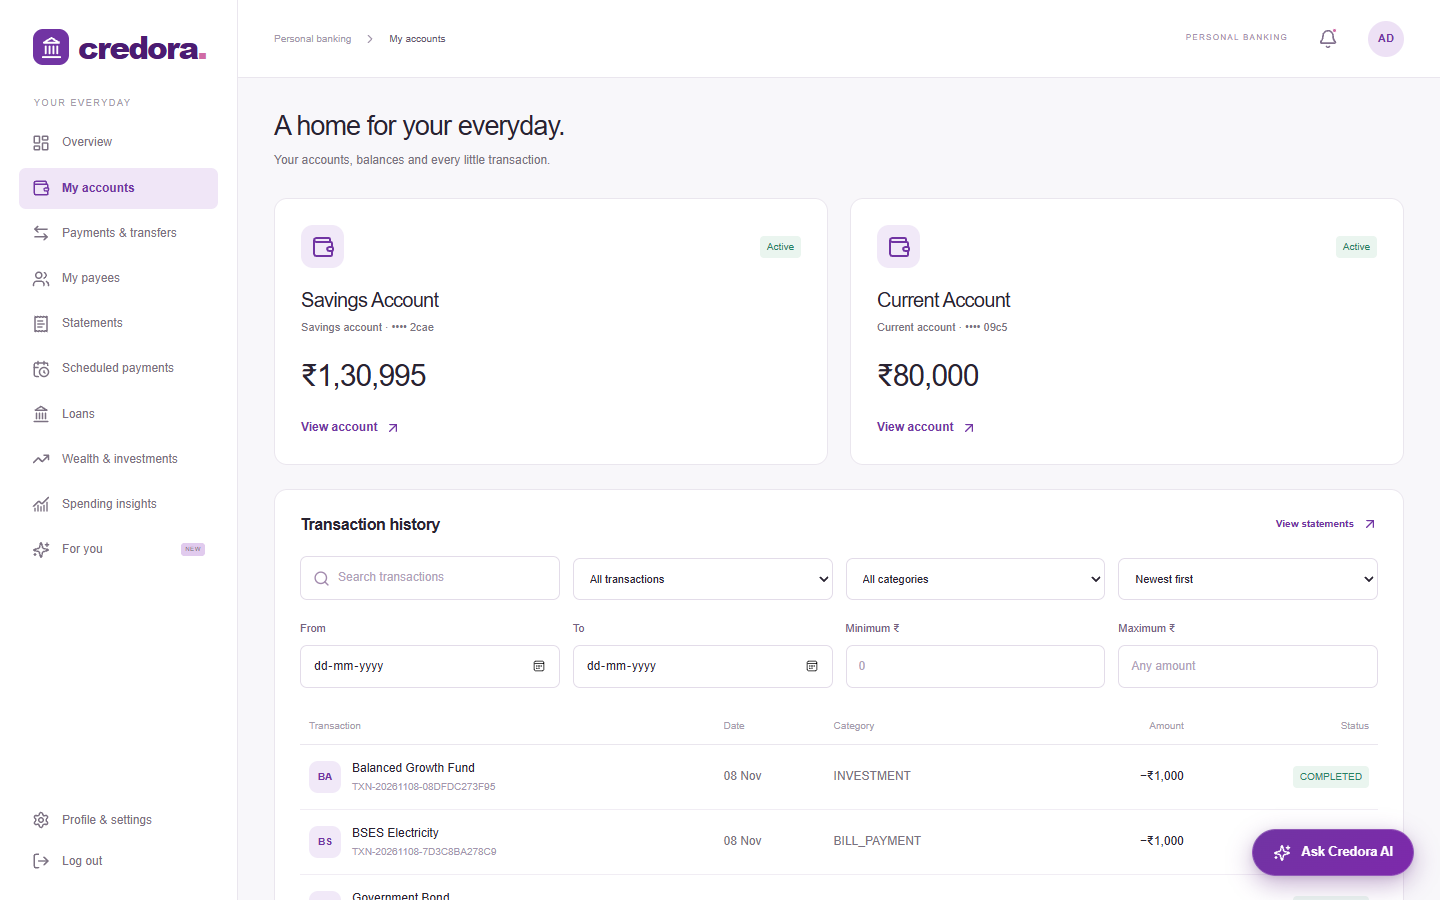 credora.
YOUR EVERYDAY
Overview
My accounts
Payments & transfers
My payees
Statements
Scheduled payments
Loans
Wealth & investments
Spending insights
For you NEW
Profile & settings
Log out
Personal banking > My accounts
PERSONAL BANKING
AD
A home for your everyday.
Your accounts, balances and every little transaction.
Active
Savings Account
Savings account · •••• 2cae
₹1,30,995
View account
Active
Current Account
Current account · •••• 09c5
₹80,000
View account
Transaction history
View statements
Search transactions
All transactions
All categories
Newest first
From
To
Minimum ₹
Maximum ₹
dd-mm-yyyy
dd-mm-yyyy
0
Any amount
Transaction Date Category Amount Status
BA Balanced Growth Fund 08 Nov INVESTMENT −₹1,000 COMPLETED
TXN-20261108-08DFDC273F95
BS BSES Electricity 08 Nov BILL_PAYMENT −₹1,000
TXN-20261108-7D3C8BA278C9
Ask Credora AI
Government Bond